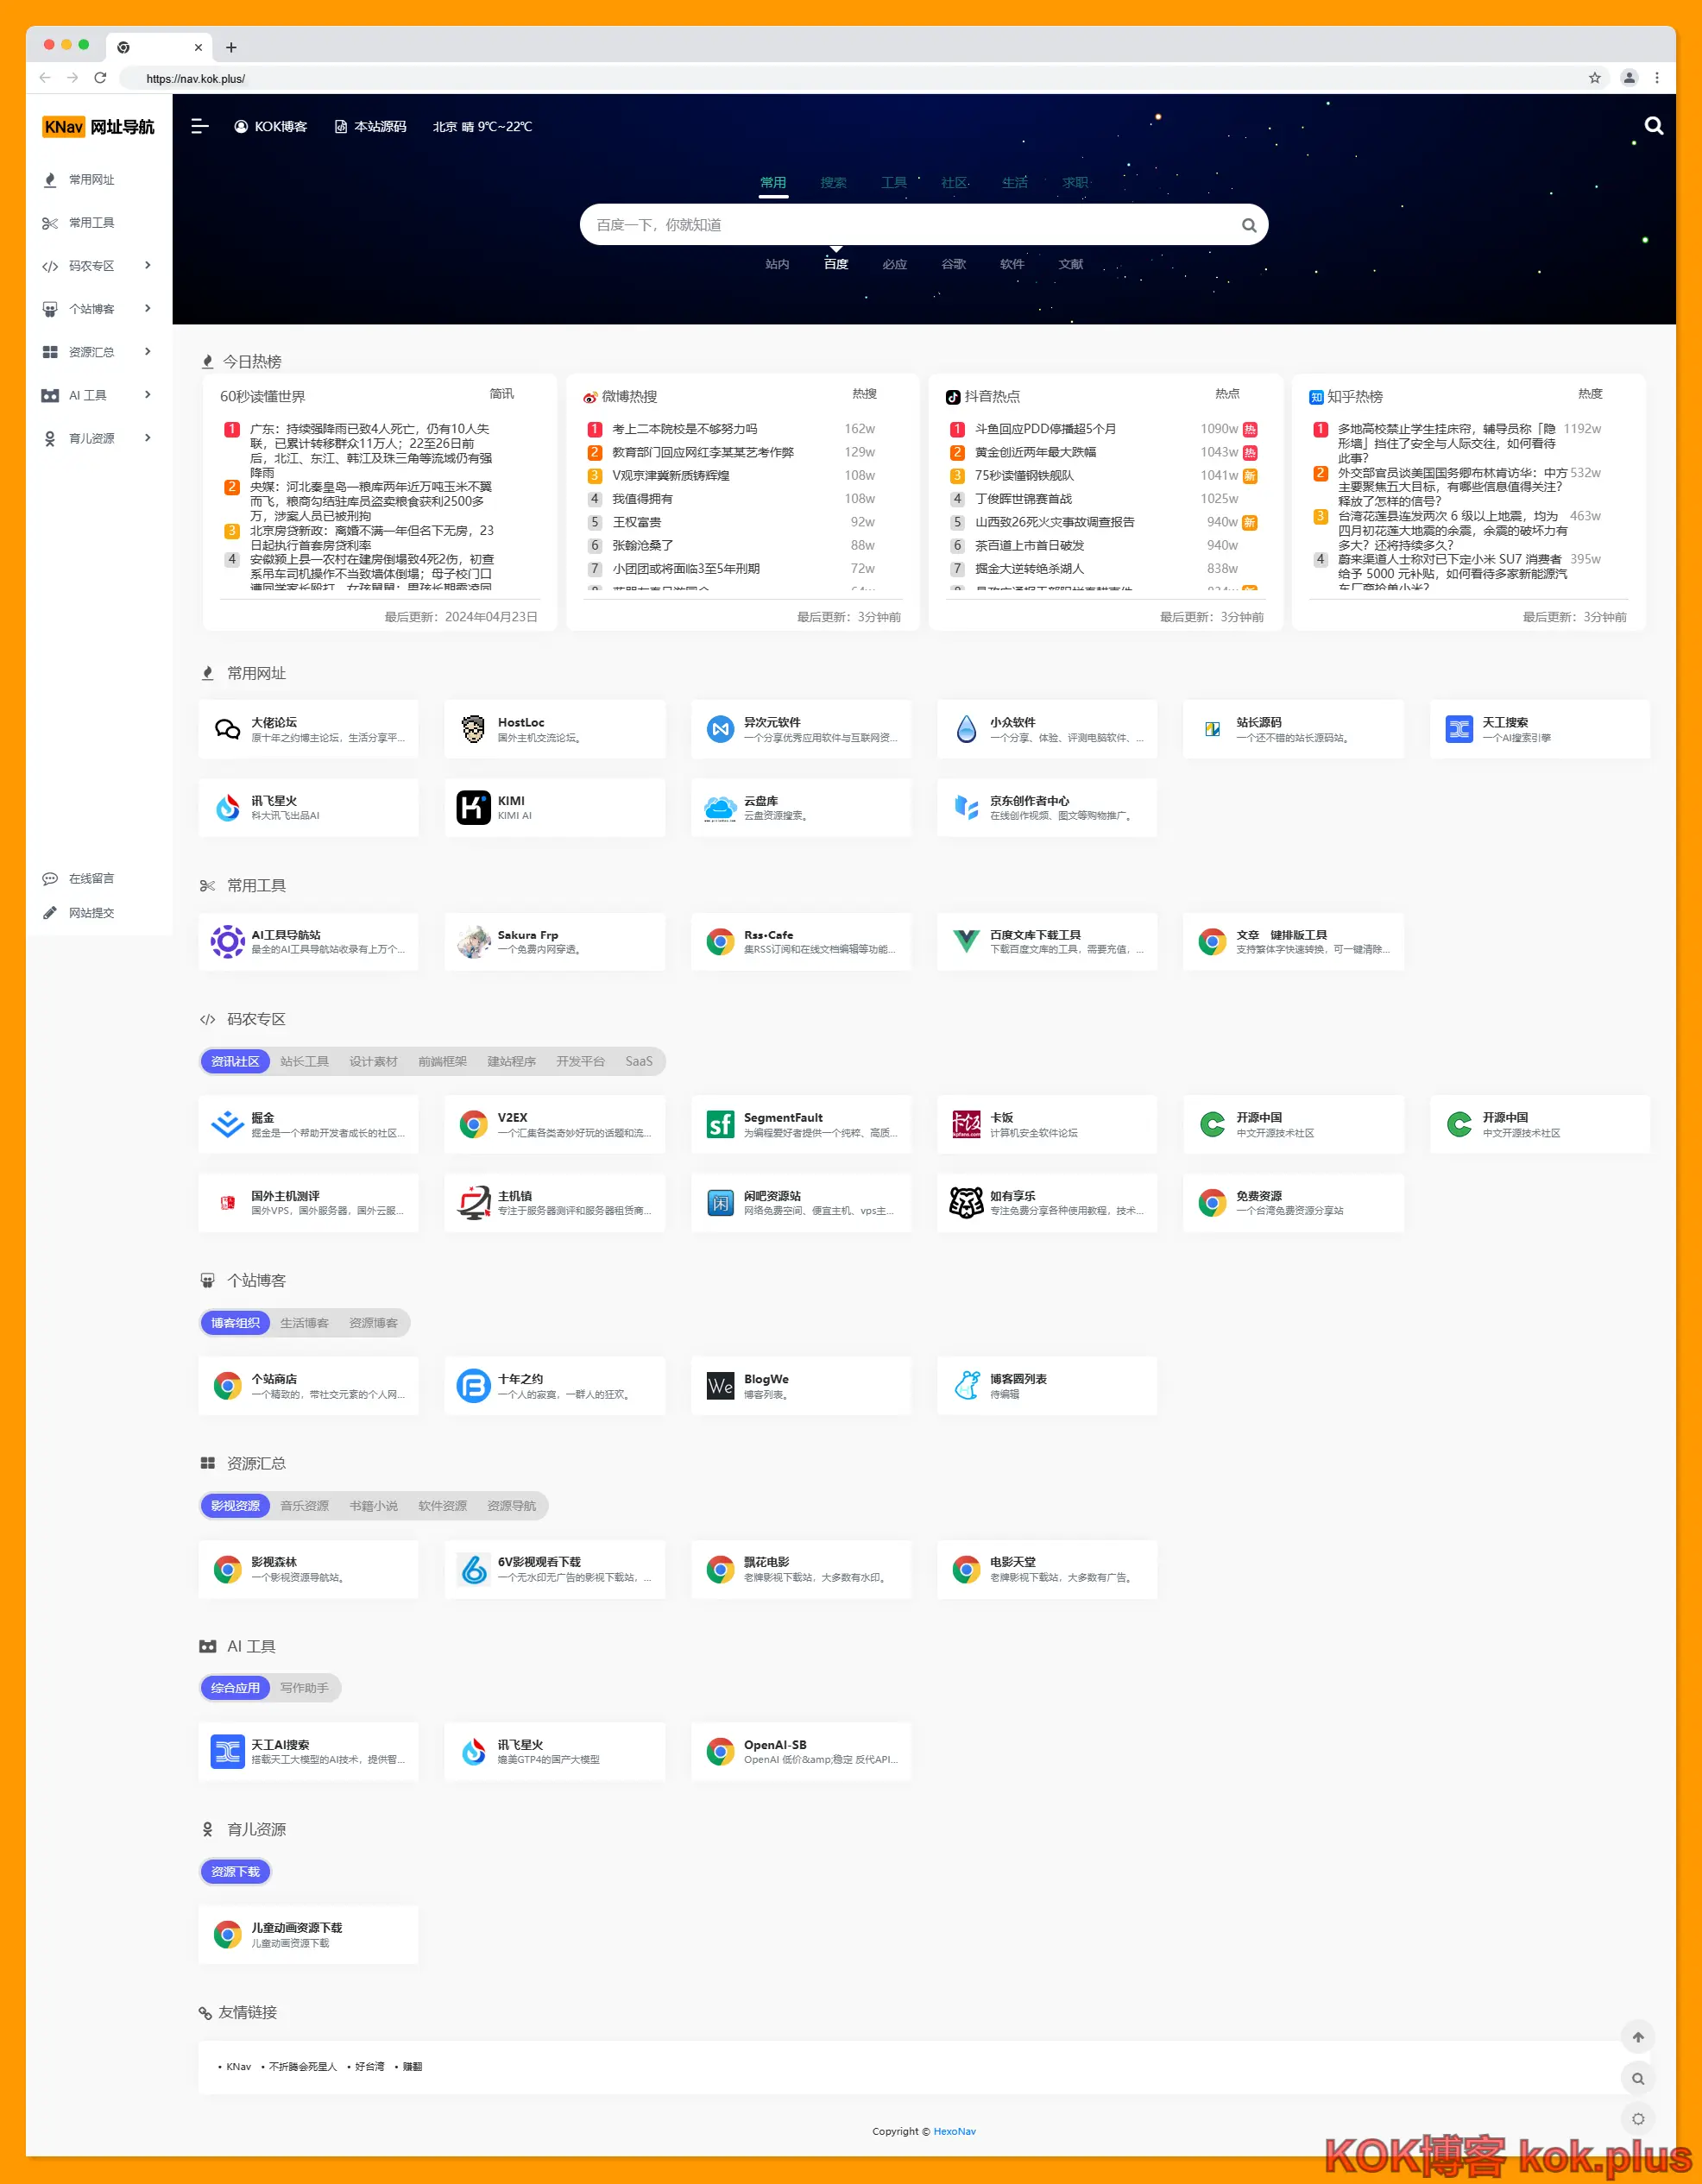 https://nav.kok.plus/
KNav 网址导航
KOK博客 本站源码 北京 晴 9℃~22℃
常用网址
常用工具
码农专区
个站博客
资源汇总
AI 工具
育儿资源
在线留言
网站提交
常用 搜索 工具 社区 生活 求职
百度一下，你就知道
站内 百度 必应 谷歌 软件 文献
今日热榜
60秒读懂世界 简讯
1 广东：持续强降雨已致4人死亡，仍有10人失
联，已累计转移群众11万人；22至26日前
后，北江、东江、韩江及珠三角等流域仍有强
降雨
2 央媒：河北秦皇岛一粮库两年近万吨玉米不翼
而飞，粮商勾结驻库员盗卖粮食获利2500多
万，涉案人员已被刑拘
3 北京房贷新政：离婚不满一年但名下无房，23
日起执行首套房贷利率
4 安徽颍上县一农村在建房倒塌致4死2伤，初查
系吊车司机操作不当致墙体倒塌；母子校门口
最后更新：2024年04月23日
微博热搜 热搜
1 考上二本院校是不够努力吗 162w
2 教育部门回应网红李某某艺考作弊 129w
3 V观京津冀新质铸辉煌 108w
4 我值得拥有 108w
5 王权富贵 92w
6 张翰沧桑了 88w
7 小团团或将面临3至5年刑期 72w
最后更新：3分钟前
抖音热点 热点
1 斗鱼回应PDD停播超5个月 1090w 热
2 黄金创近两年最大跌幅 1043w 热
3 75秒读懂钢铁舰队 1041w 新
4 丁俊晖世锦赛首战 1025w
5 山西致26死火灾事故调查报告 940w 新
6 茶百道上市首日破发 940w
7 掘金大逆转绝杀湖人 838w
最后更新：3分钟前
知 知乎热榜 热度
1 多地高校禁止学生挂床帘，辅导员称「隐 1192w
形墙」挡住了安全与人际交往，如何看待
此事？
2 外交部官员谈美国国务卿布林肯访华：中方 532w
主要聚焦五大目标，有哪些信息值得关注？
释放了怎样的信号？
3 台湾花莲县连发两次 6 级以上地震，均为 463w
四月初花莲大地震的余震，余震的破坏力有
多大？还将持续多久？
4 蔚来渠道人士称对已下定小米 SU7 消费者 395w
给予 5000 元补贴，如何看待多家新能源汽
最后更新：3分钟前
常用网址
大佬论坛
原十年之约博主论坛，生活分享平...
HostLoc
国外主机交流论坛。
异次元软件
一个分享优秀应用软件与互联网资...
小众软件
一个分享、体验、评测电脑软件、...
站长源码
一个还不错的站长源码站。
天工搜索
一个AI搜索引擎
讯飞星火
科大讯飞出品AI
KIMI
KIMI AI
云盘库
云盘资源搜索。
京东创作者中心
在线创作视频、图文等购物推广。
常用工具
AI工具导航站
最全的AI工具导航站收录有上万个...
Sakura Frp
一个免费内网穿透。
Rss·Cafe
集RSS订阅和在线文档编辑等功能...
百度文库下载工具
下载百度文库的工具，需要充值，...
文章一键排版工具
支持繁体字快速转换，可一键清除...
码农专区
资讯社区 站长工具 设计素材 前端框架 建站程序 开发平台 SaaS
掘金
掘金是一个帮助开发者成长的社区...
V2EX
一个汇集各类奇妙好玩的话题和流...
sf SegmentFault
为编程爱好者提供一个纯粹、高质...
卡饭
计算机安全软件论坛
开源中国
中文开源技术社区
开源中国
中文开源技术社区
国外主机测评
国外VPS，国外服务器，国外云服...
主机镇
专注于服务器测评和服务器租赁商...
闲 闲吧资源站
网络免费空间、便宜主机、vps主...
如有享乐
专注免费分享各种使用教程，技术...
免费资源
一个台湾免费资源分享站
个站博客
博客组织 生活博客 资源博客
个站商店
一个精致的，带社交元素的个人网...
十年之约
一个人的寂寞，一群人的狂欢。
We BlogWe
博客列表。
博客圈列表
待编辑
资源汇总
影视资源 音乐资源 书籍小说 软件资源 资源导航
影视森林
一个影视资源导航站。
6V影视观看下载
一个无水印无广告的影视下载站，...
飘花电影
老牌影视下载站，大多数有水印。
电影天堂
老牌影视下载站，大多数有广告。
AI 工具
综合应用 写作助手
天工AI搜索
搭载天工大模型的AI技术，提供智...
讯飞星火
媲美GTP4的国产大模型
OpenAI-SB
OpenAI 低价&amp;稳定 反代API...
育儿资源
资源下载
儿童动画资源下载
儿童动画资源下载
友情链接
• KNav • 不折腾会死星人 • 好台湾 • 赚翻
Copyright © HexoNav
KOK博客 kok.plus